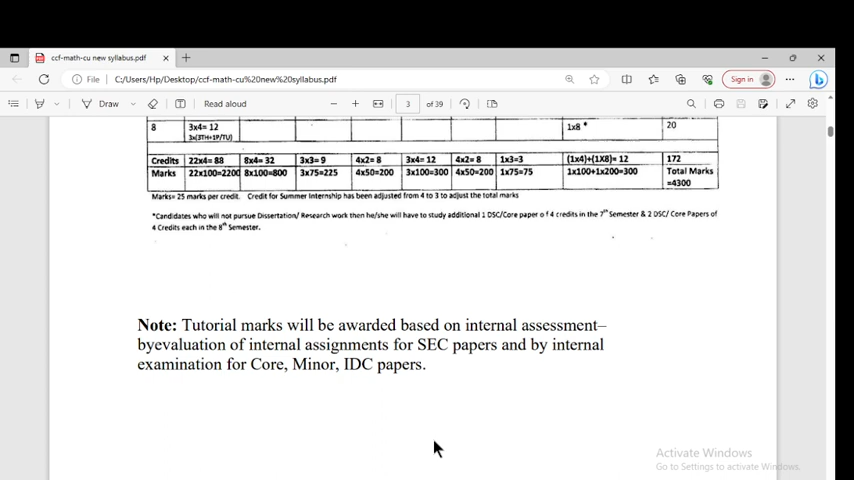 ccf-math-cu new syllabus.pdf
File
C:/Users/Hp/Desktop/ccf-math-cu%20new%20syllabus.pdf
Sign in
Draw
Read aloud
3
of 39
8 3x4= 12 1x8 * 20
3x(3TH+1P/TU)
Credits 22x4= 88 8x4= 32 3x3= 9 4x2= 8 3x4= 12 4x2= 8 1x3=3 (1x4)+(1X8)= 12 172
Marks 22x100=2200 8x100=800 3x75=225 4x50=200 3x100=300 4x50=200 1x75=75 1x100+1x200=300 Total Marks
=4300
Marks= 25 marks per credit. Credit for Summer Internship has been adjusted from 4 to 3 to adjust the total marks
*Candidates who will not pursue Dissertation/ Research work then he/she will have to study additional 1 DSC/Core paper of 4 credits in the 7th Semester & 2 DSC/ Core Papers of
4 Credits each in the 8th Semester.
Note: Tutorial marks will be awarded based on internal assessment–
byevaluation of internal assignments for SEC papers and by internal
examination for Core, Minor, IDC papers.
Activate Windows
Go to Settings to activate Windows.